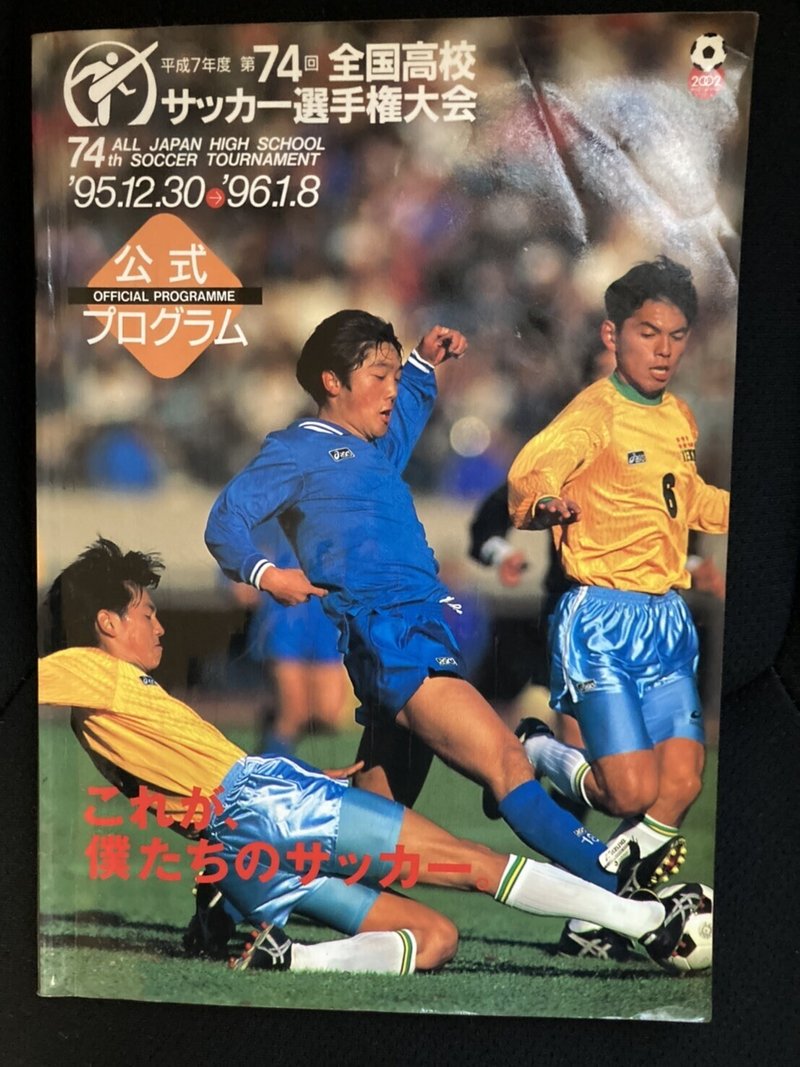 平成7年度 第74回 全国高校
サッカー選手権大会
74th ALL JAPAN HIGH SCHOOL
SOCCER TOURNAMENT
'95.12.30→'96.1.8
公式
OFFICIAL PROGRAMME
プログラム
2002
asics
6
これが、
僕たちのサッカー。